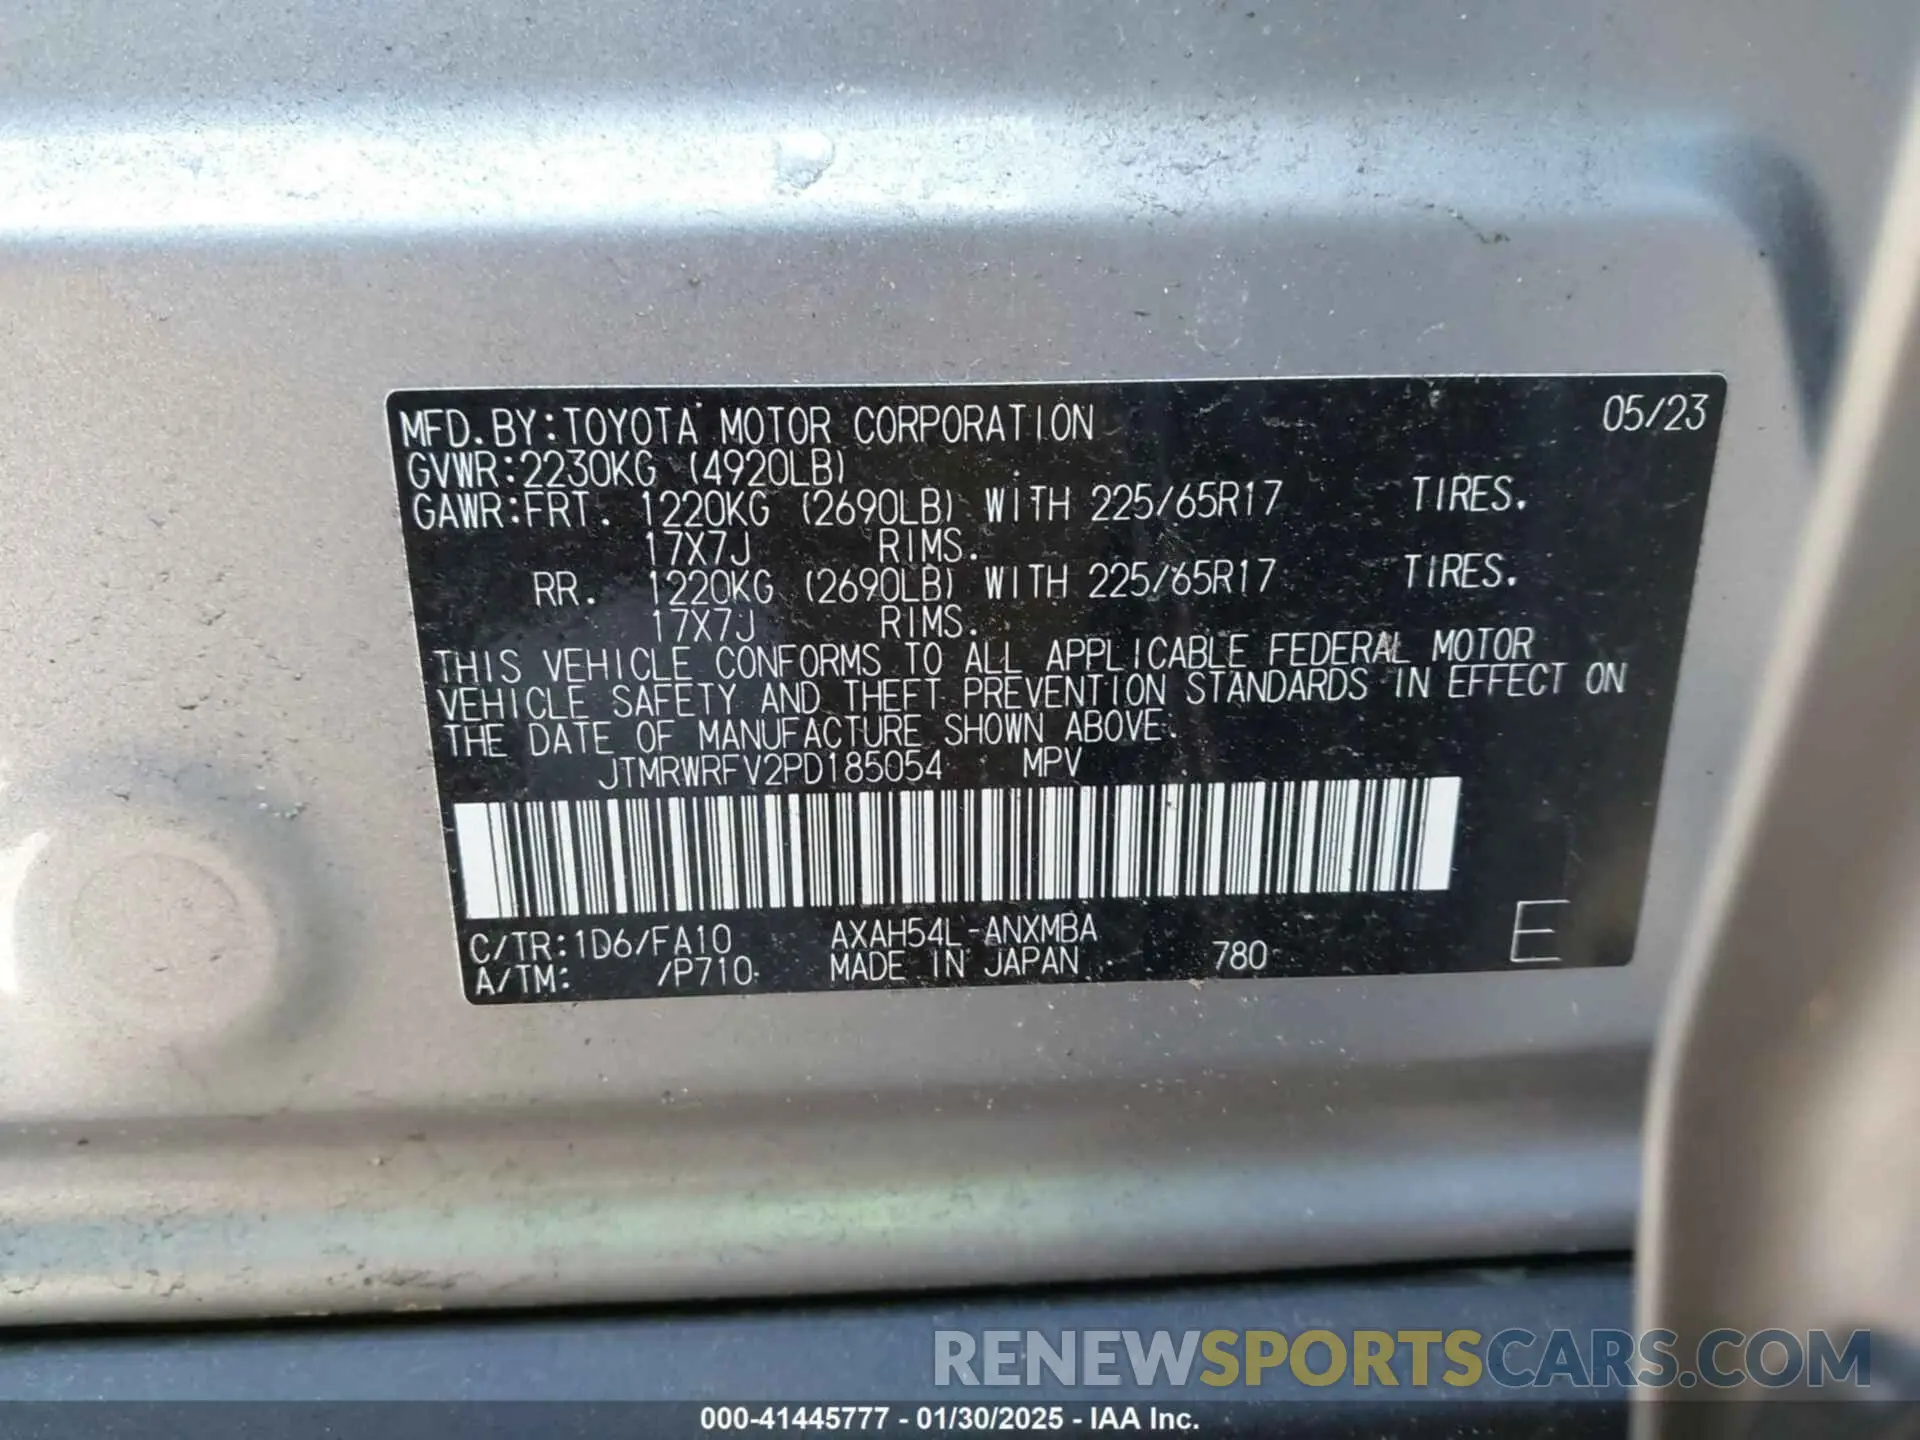 MFD. BY: TOYOTA MOTOR CORPORATION 05/23
GVWR: 2230KG (4920LB)
GAWR: FRT. 1220KG (2690LB) WITH 225/65R17 TIRES.
17X7J RIMS.
RR. 1220KG (2690LB) WITH 225/65R17 TIRES.
17X7J RIMS.
THIS VEHICLE CONFORMS TO ALL APPLICABLE FEDERAL MOTOR
VEHICLE SAFETY AND THEFT PREVENTION STANDARDS IN EFFECT ON
THE DATE OF MANUFACTURE SHOWN ABOVE.
JTMRWRFV2PD185054 MPV
C/TR: 1D6/FA10 AXAH54L-ANXMBA
A/TM: /P710 MADE IN JAPAN 780 E
RENEWSPORTSCARS.COM
000-41445777 - 01/30/2025 - IAA Inc.